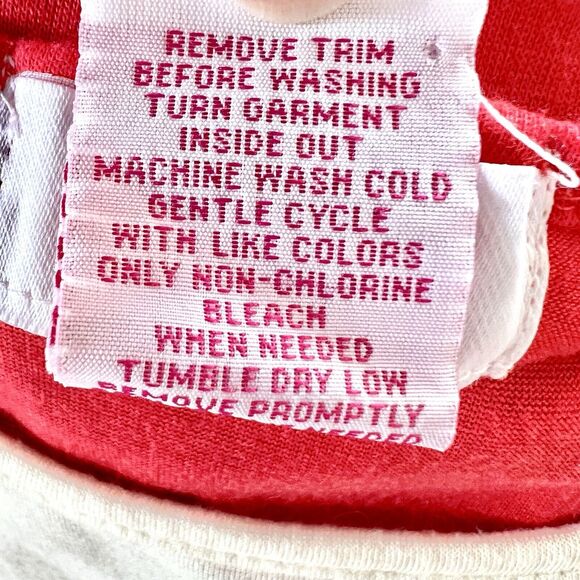 REMOVE TRIM
BEFORE WASHING
TURN GARMENT
INSIDE OUT
MACHINE WASH COLD
GENTLE CYCLE
WITH LIKE COLORS
ONLY NON-CHLORINE
BLEACH
WHEN NEEDED
TUMBLE DRY LOW
REMOVE PROMPTLY
NEEDED